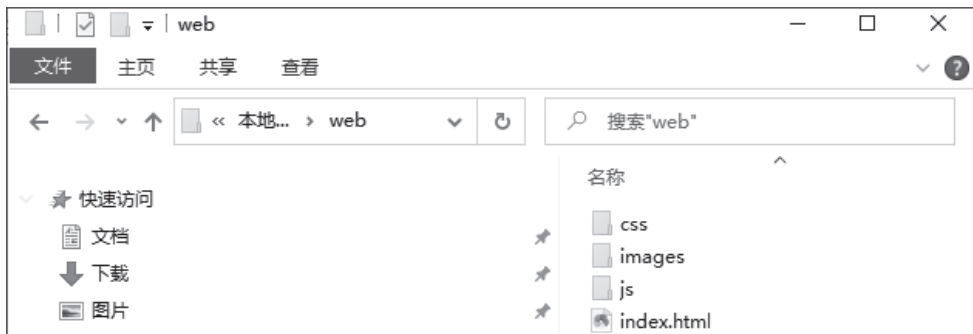 web
文件 主页 共享 查看
« 本地... › web
搜索"web"
名称
快速访问
文档
下载
图片
css
images
js
index.html